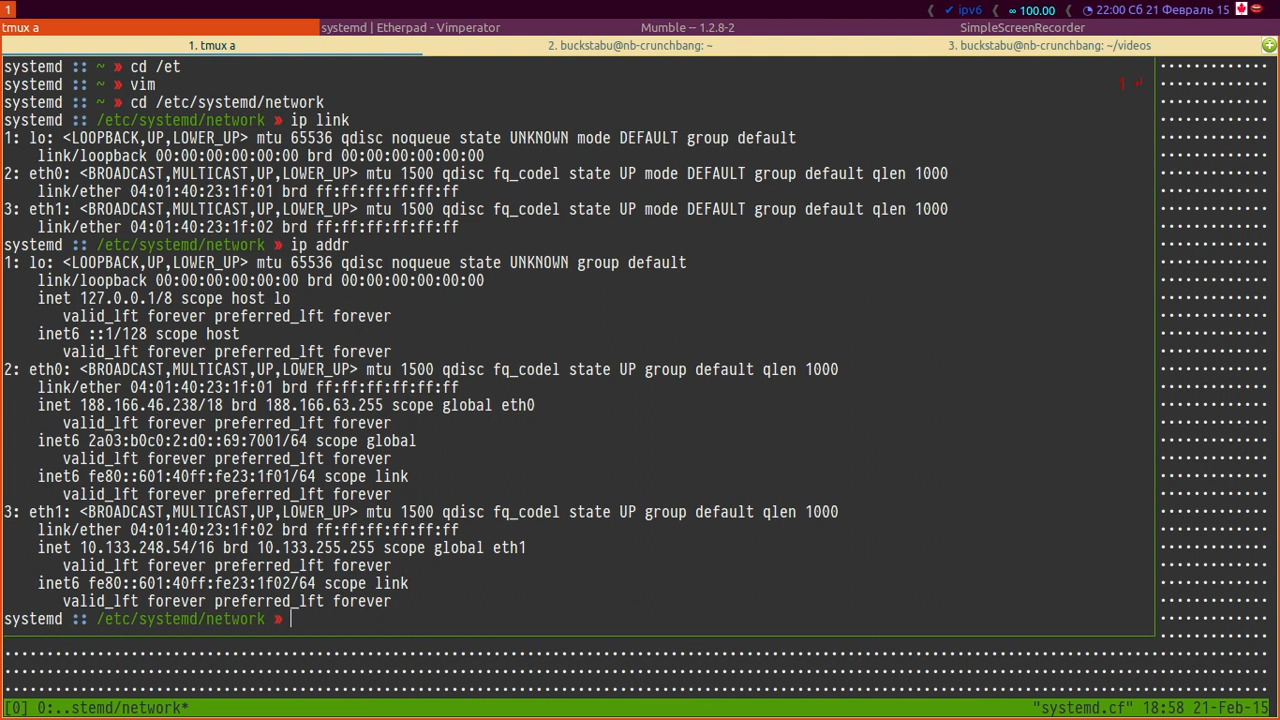 1 ✔ ipv6 ∞ 100.00 22:00 Сб 21 Февраль 15
tmux a systemd | Etherpad - Vimperator Mumble -- 1.2.8-2 SimpleScreenRecorder
1. tmux a 2. buckstabu@nb-crunchbang: ~ 3. buckstabu@nb-crunchbang: ~/videos
systemd :: ~ » cd /et
systemd :: ~ » vim 1 ↵
systemd :: ~ » cd /etc/systemd/network
systemd :: /etc/systemd/network » ip link
1: lo: <LOOPBACK,UP,LOWER_UP> mtu 65536 qdisc noqueue state UNKNOWN mode DEFAULT group default
link/loopback 00:00:00:00:00:00 brd 00:00:00:00:00:00
2: eth0: <BROADCAST,MULTICAST,UP,LOWER_UP> mtu 1500 qdisc fq_codel state UP mode DEFAULT group default qlen 1000
link/ether 04:01:40:23:1f:01 brd ff:ff:ff:ff:ff:ff
3: eth1: <BROADCAST,MULTICAST,UP,LOWER_UP> mtu 1500 qdisc fq_codel state UP mode DEFAULT group default qlen 1000
link/ether 04:01:40:23:1f:02 brd ff:ff:ff:ff:ff:ff
systemd :: /etc/systemd/network » ip addr
1: lo: <LOOPBACK,UP,LOWER_UP> mtu 65536 qdisc noqueue state UNKNOWN group default
link/loopback 00:00:00:00:00:00 brd 00:00:00:00:00:00
inet 127.0.0.1/8 scope host lo
valid_lft forever preferred_lft forever
inet6 ::1/128 scope host
valid_lft forever preferred_lft forever
2: eth0: <BROADCAST,MULTICAST,UP,LOWER_UP> mtu 1500 qdisc fq_codel state UP group default qlen 1000
link/ether 04:01:40:23:1f:01 brd ff:ff:ff:ff:ff:ff
inet 188.166.46.238/18 brd 188.166.63.255 scope global eth0
valid_lft forever preferred_lft forever
inet6 2a03:b0c0:2:d0::69:7001/64 scope global
valid_lft forever preferred_lft forever
inet6 fe80::601:40ff:fe23:1f01/64 scope link
valid_lft forever preferred_lft forever
3: eth1: <BROADCAST,MULTICAST,UP,LOWER_UP> mtu 1500 qdisc fq_codel state UP group default qlen 1000
link/ether 04:01:40:23:1f:02 brd ff:ff:ff:ff:ff:ff
inet 10.133.248.54/16 brd 10.133.255.255 scope global eth1
valid_lft forever preferred_lft forever
inet6 fe80::601:40ff:fe23:1f02/64 scope link
valid_lft forever preferred_lft forever
systemd :: /etc/systemd/network »
[0] 0:..stemd/network* "systemd.cf" 18:58 21-Feb-15